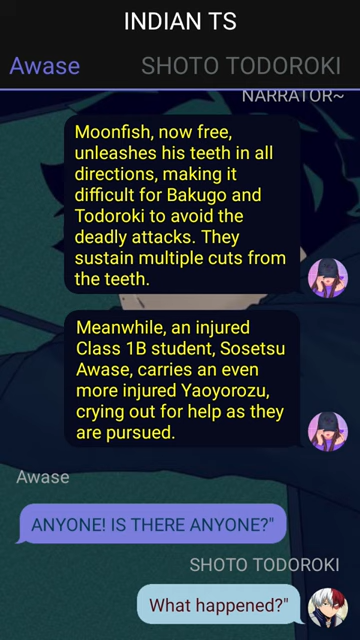 INDIAN TS
Awase SHOTO TODOROKI
NARRATOR~
Moonfish, now free,
unleashes his teeth in all
directions, making it
difficult for Bakugo and
Todoroki to avoid the
deadly attacks. They
sustain multiple cuts from
the teeth.
Meanwhile, an injured
Class 1B student, Sosetsu
Awase, carries an even
more injured Yaoyorozu,
crying out for help as they
are pursued.
Awase
ANYONE! IS THERE ANYONE?"
SHOTO TODOROKI
What happened?"